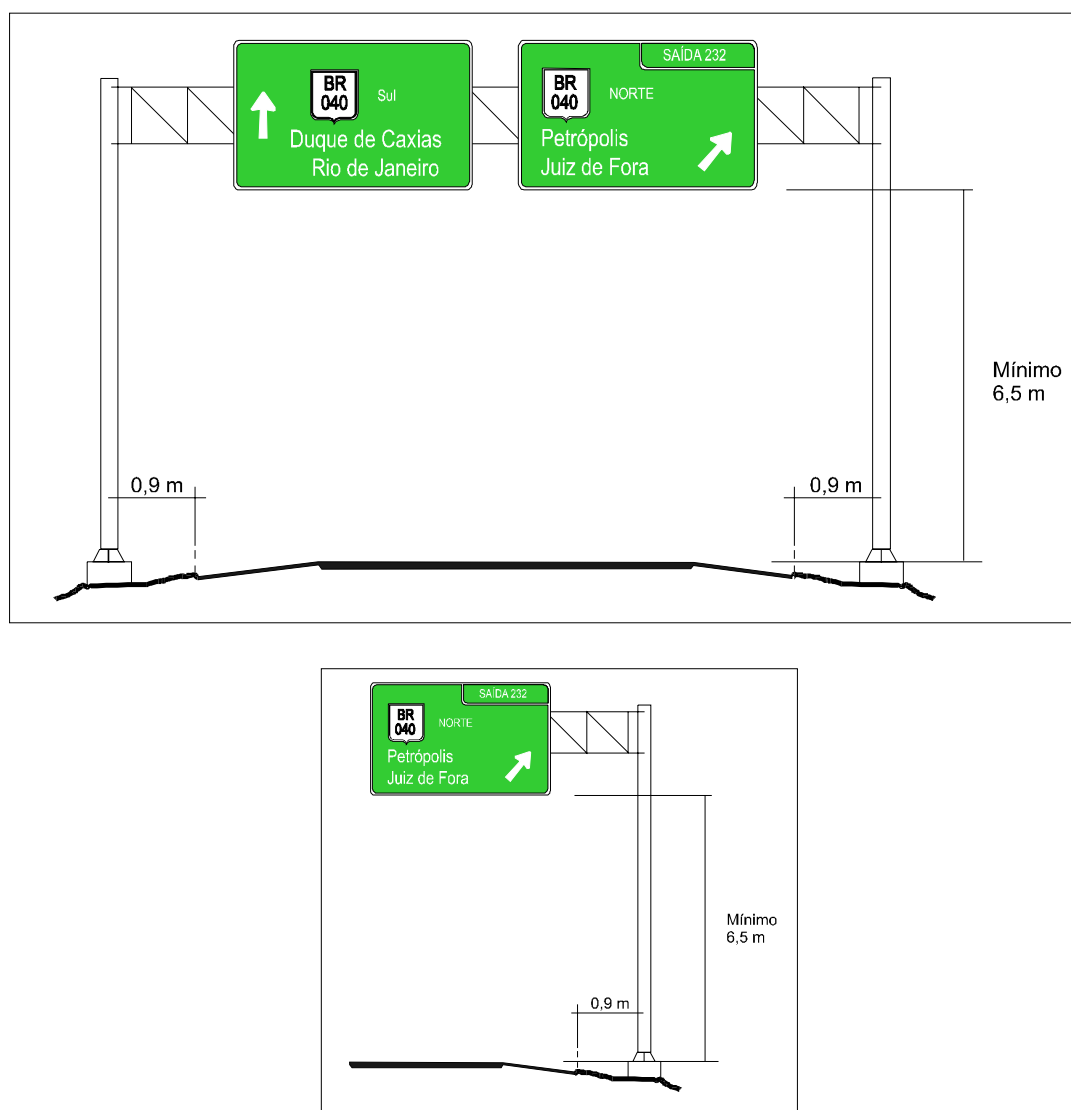 BR
040
Sul
Duque de Caxias
Rio de Janeiro
SAÍDA 232
BR
040
NORTE
Petrópolis
Juiz de Fora
Mínimo
6,5 m
0,9 m
0,9 m
SAÍDA 232
BR
040
NORTE
Petrópolis
Juiz de Fora
Mínimo
6,5 m
0,9 m